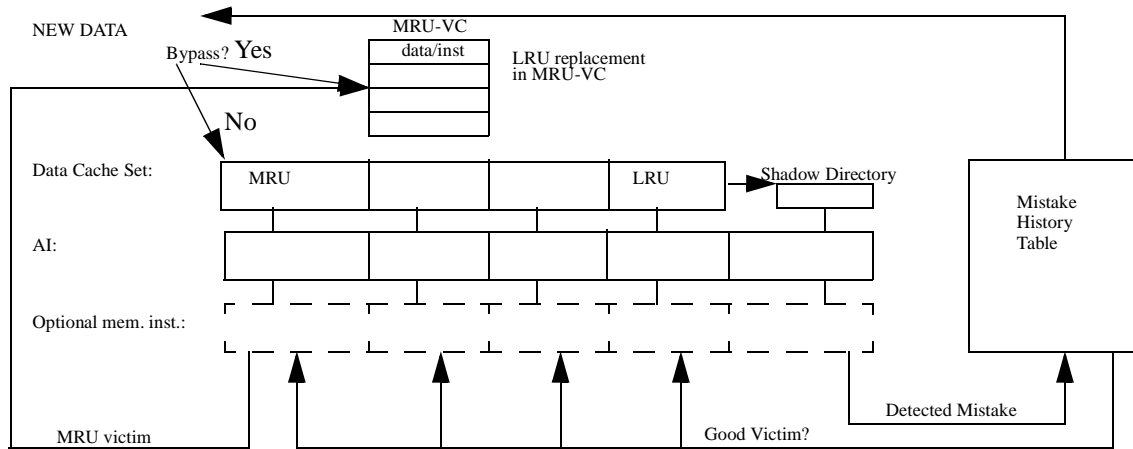 NEW DATA
MRU-VC
Bypass? Yes
data/inst
LRU replacement
in MRU-VC
No
Data Cache Set:
MRU
LRU
Shadow Directory
Mistake
History
Table
AI:
Optional mem. inst.:
Detected Mistake
MRU victim
Good Victim?